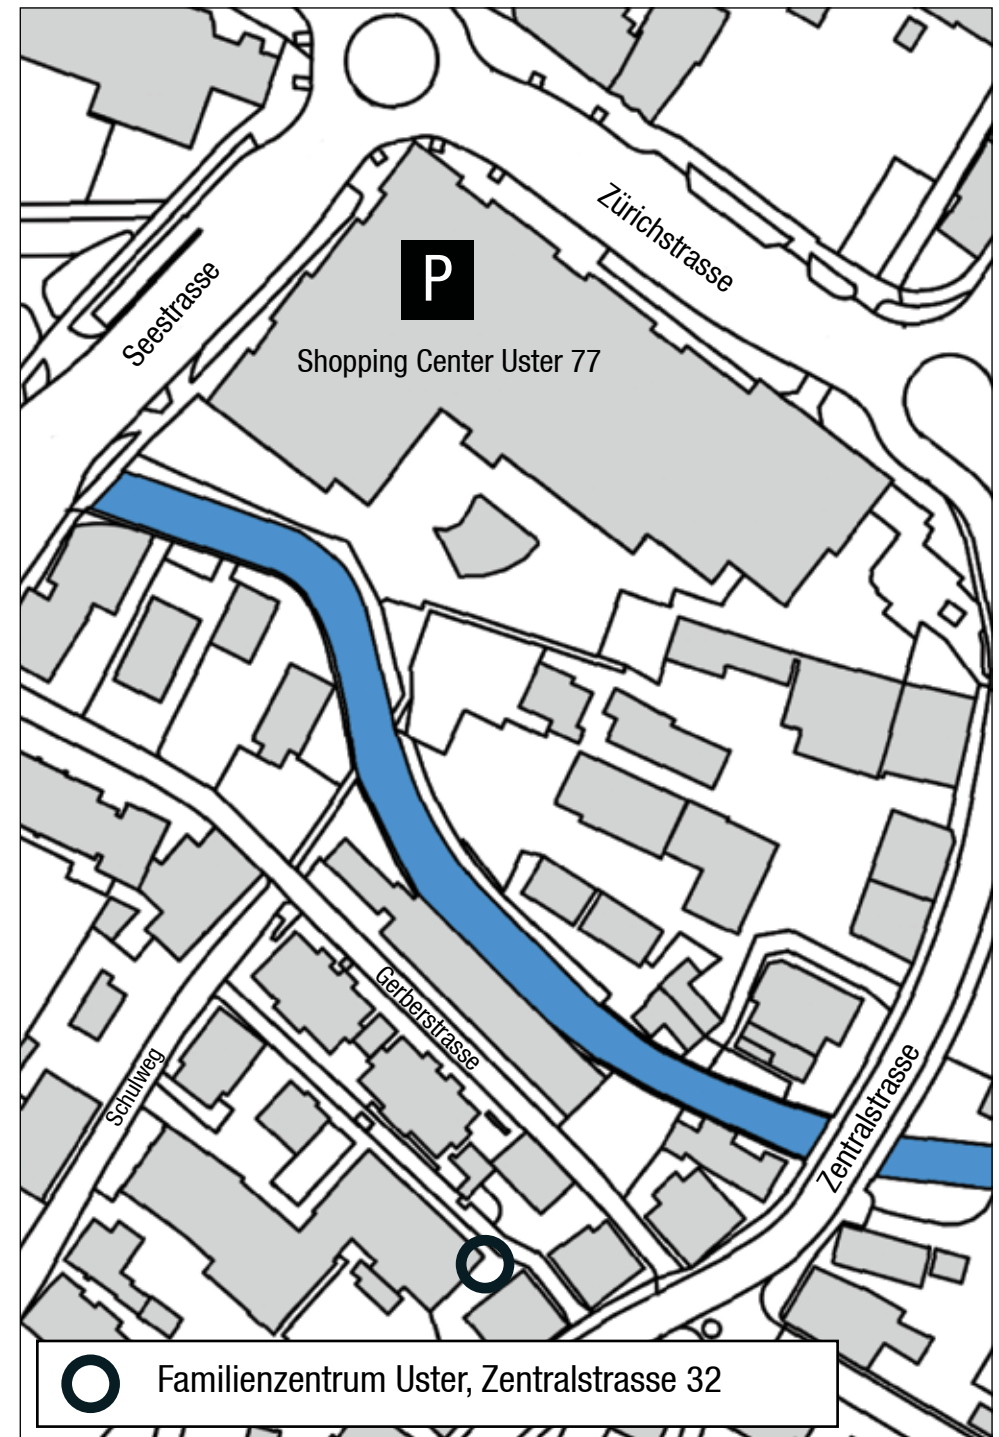 Zürichstrasse
P
Seestrasse
Shopping Center Uster 77
Gerberstrasse
Schulweg
Zentralstrasse
Familienzentrum Uster, Zentralstrasse 32